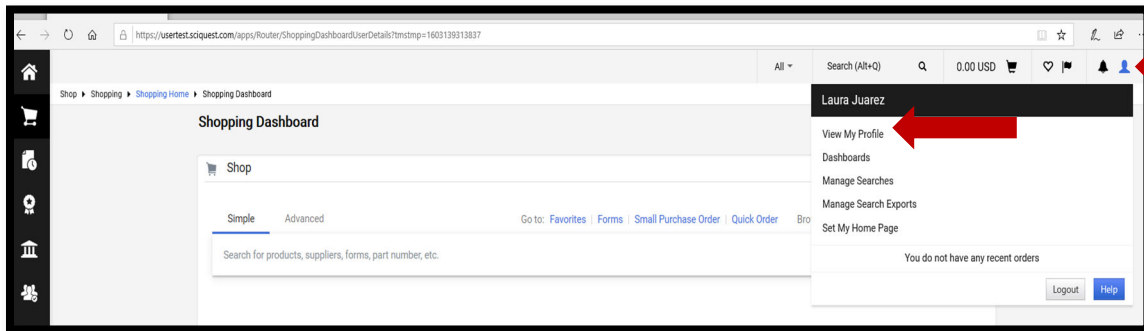 https://usertest.sciquest.com/apps/Router/ShoppingDashboardUserDetails?tmstmp=1603139313837
All Search (Alt+Q) 0.00 USD
Shop Shopping Shopping Home Shopping Dashboard
Laura Juarez
Shopping Dashboard
View My Profile
Dashboards
Shop
Manage Searches
Manage Search Exports
Simple Advanced Go to: Favorites | Forms | Small Purchase Order | Quick Order Bro
Set My Home Page
Search for products, suppliers, forms, part number, etc.
You do not have any recent orders
Logout Help